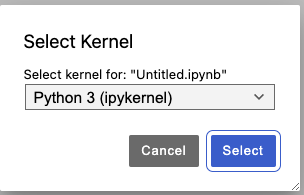 Select Kernel
Select kernel for: "Untitled.ipynb"
Python 3 (ipykernel)
Cancel Select